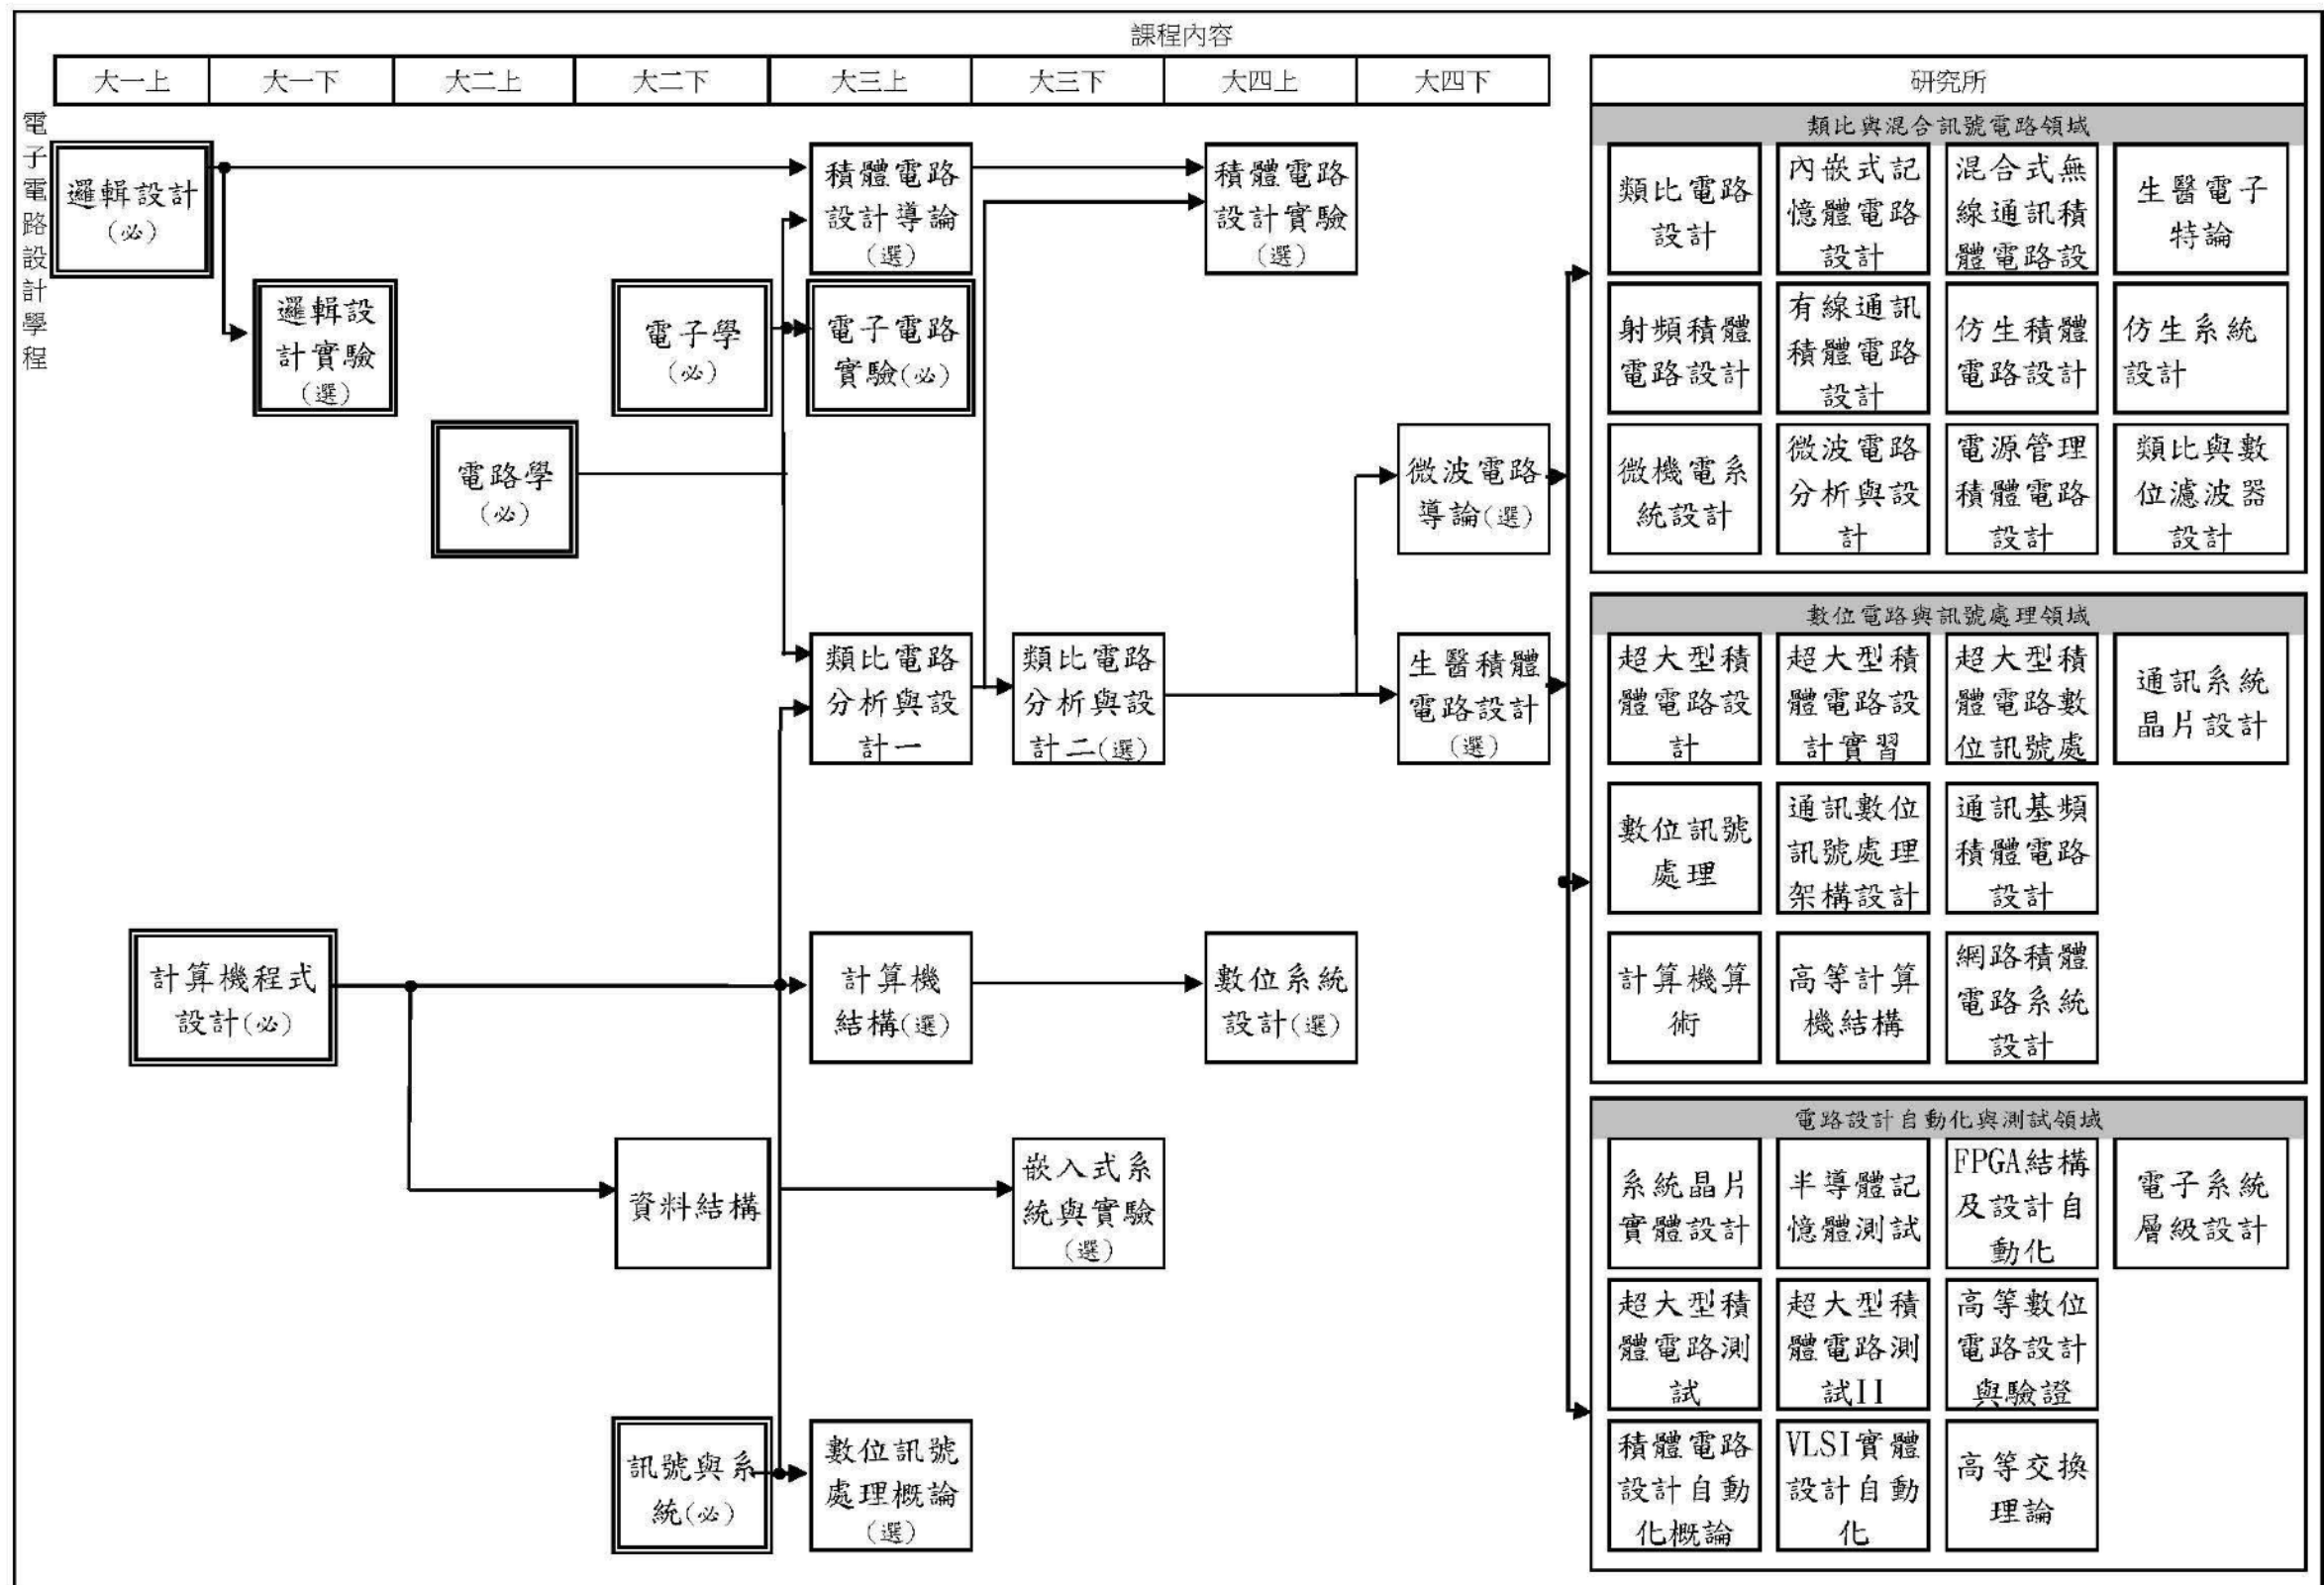 課程內容
大一上
大一下
大二上
大二下
大三上
大三下
大四上
大四下
研究所
電子電路設計學程
邏輯設計
(必)
邏輯設
計實驗
(選)
電路學
(必)
電子學
(必)
積體電路
設計導論
(選)
電子電路
實驗(必)
積體電路
設計實驗
(選)
類比電路
分析與設
計一
類比電路
分析與設
計二(選)
微波電路
導論(選)
生醫積體
電路設計
(選)
計算機程式
設計(必)
計算機
結構(選)
數位系統
設計(選)
資料結構
嵌入式系
統與實驗
(選)
訊號與系
統(必)
數位訊號
處理概論
(選)
類比與混合訊號電路領域
類比電路
設計
內嵌式記
憶體電路
設計
混合式無
線通訊積
體電路設
生醫電子
特論
射頻積體
電路設計
有線通訊
積體電路
設計
仿生積體
電路設計
仿生系統
設計
微機電系
統設計
微波電路
分析與設
計
電源管理
積體電路
設計
類比與數
位濾波器
設計
數位電路與訊號處理領域
超大型積
體電路設
計
超大型積
體電路設
計實習
超大型積
體電路數
位訊號處
通訊系統
晶片設計
數位訊號
處理
通訊數位
訊號處理
架構設計
通訊基頻
積體電路
設計
計算機算
術
高等計算
機結構
網路積體
電路系統
設計
電路設計自動化與測試領域
系統晶片
實體設計
半導體記
憶體測試
FPGA結構
及設計自
動化
電子系統
層級設計
超大型積
體電路測
試
超大型積
體電路測
試II
高等數位
電路設計
與驗證
積體電路
設計自動
化概論
VLSI實體
設計自動
化
高等交換
理論